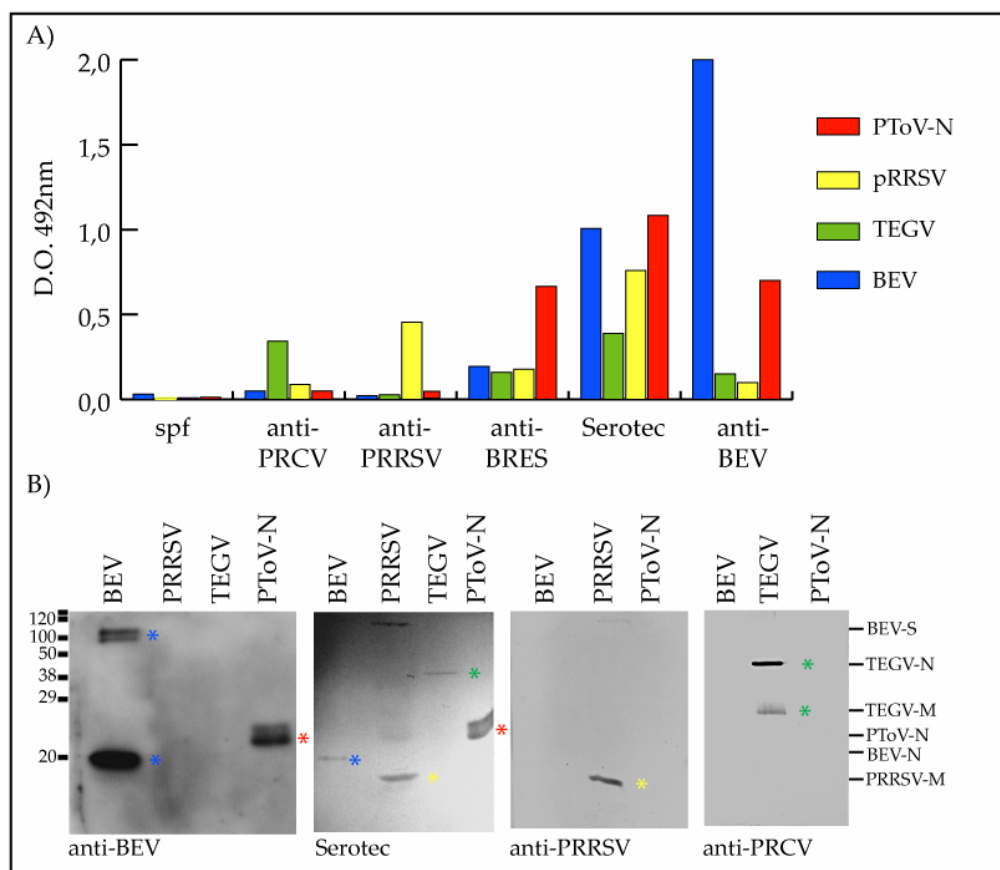 A)
2,0
1,5
1,0
0,5
0,0
D.O. 492nm
spf
anti-PRCV
anti-PRRSV
anti-BRES
Serotec
anti-BEV
PToV-N
pRRSV
TEGV
BEV
B)
BEV
PRRSV
TEGV
PToV-N
BEV
PRRSV
TEGV
PToV-N
BEV
PRRSV
PToV-N
BEV
TEGV
PToV-N
120
100
50
38
29
20
* * * * * * * * * *
BEV-S
TEGV-N
TEGV-M
PToV-N
BEV-N
PRRSV-M
anti-BEV
Serotec
anti-PRRSV
anti-PRCV